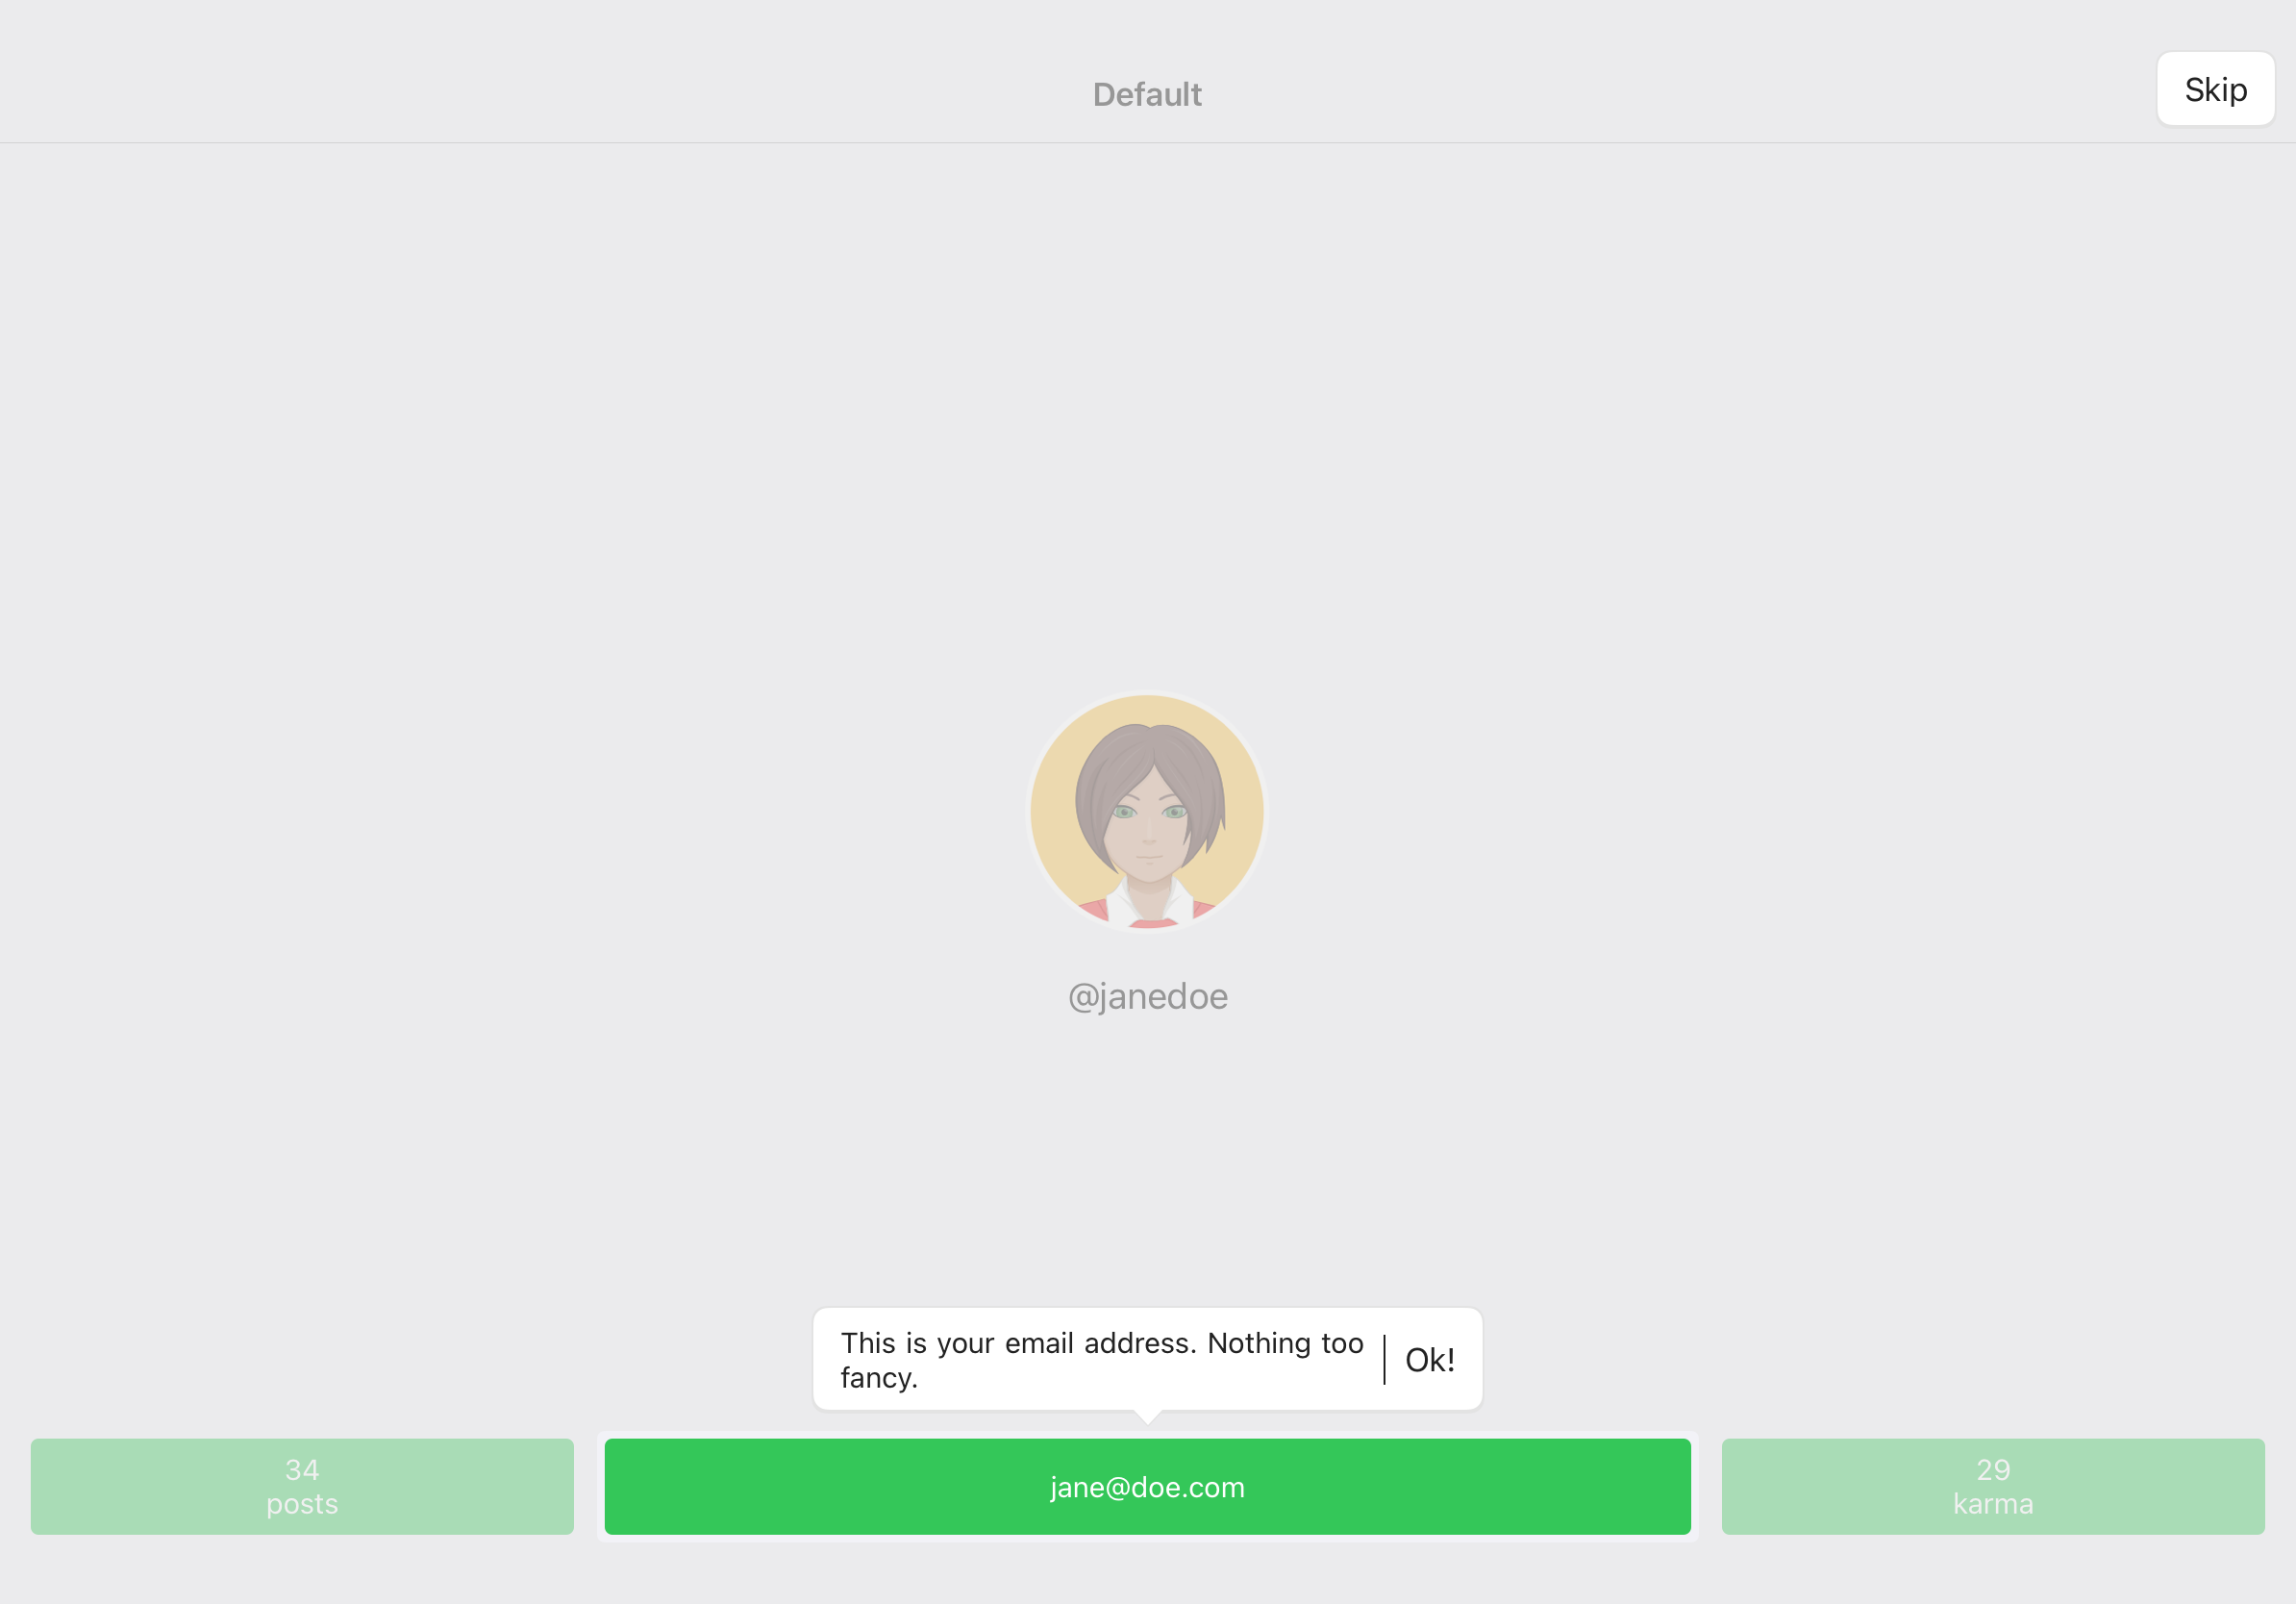 Default
Skip
@janedoe
This is your email address. Nothing too
fancy.
Ok!
34
posts
jane@doe.com
29
karma